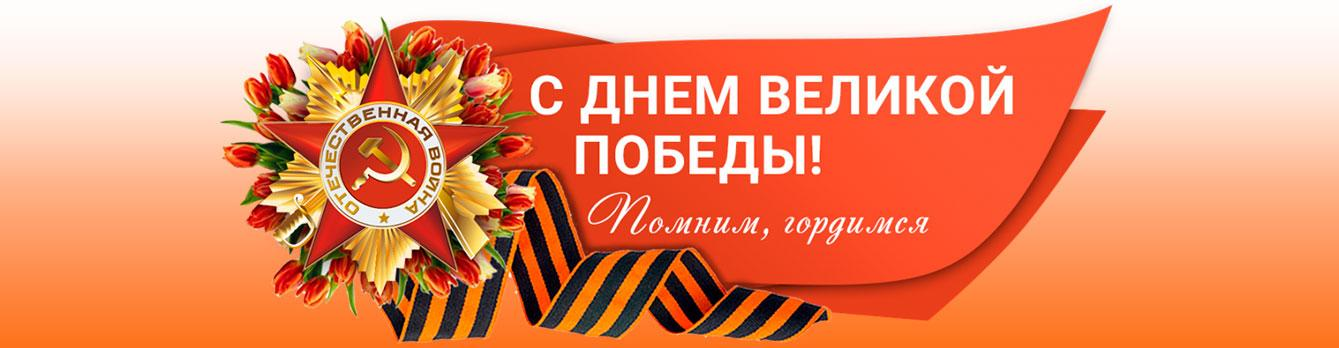 ОТЕЧЕСТВЕННАЯ ВОЙНА
С ДНЕМ ВЕЛИКОЙ
ПОБЕДЫ!
Помним, гордимся